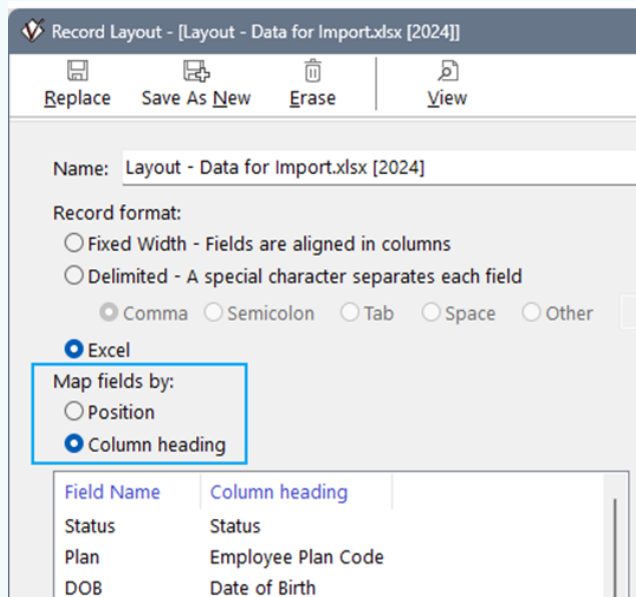 Record Layout - [Layout - Data for Import.xlsx [2024]]
Replace Save As New Erase View
Name: Layout - Data for Import.xlsx [2024]
Record format:
Fixed Width - Fields are aligned in columns
Delimited - A special character separates each field
Comma Semicolon Tab Space Other
Excel
Map fields by:
Position
Column heading
Field Name Column heading
Status Status
Plan Employee Plan Code
DOB Date of Birth